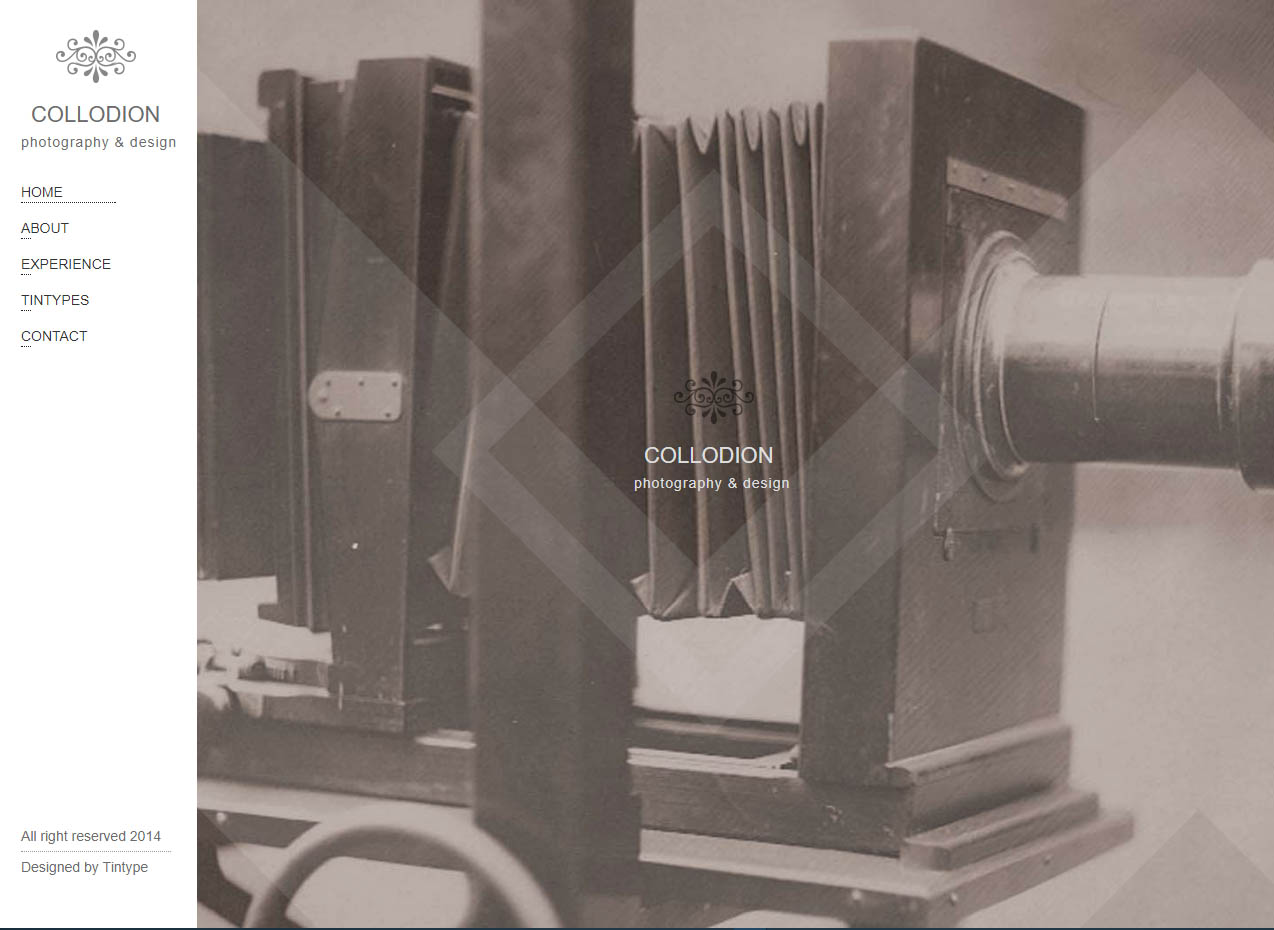 COLLODION
photography & design
HOME
ABOUT
EXPERIENCE
TINTYPES
CONTACT
COLLODION
photography & design
All right reserved 2014
Designed by Tintype